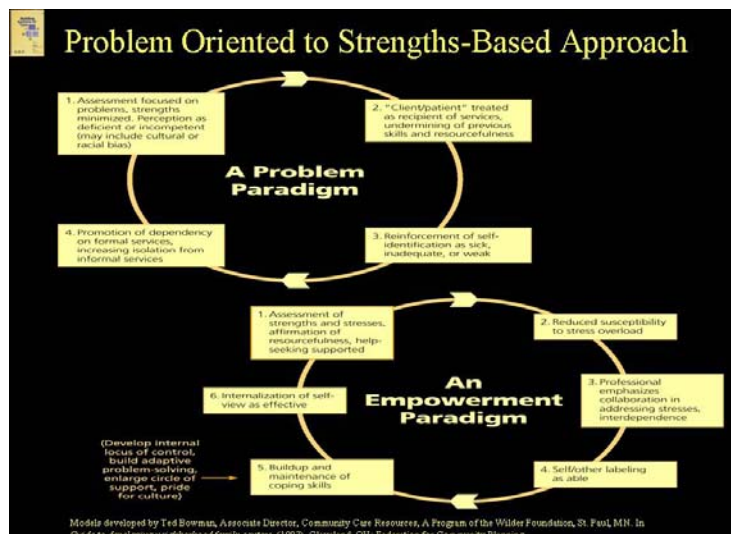 Problem Oriented to Strengths-Based Approach
1. Assessment focused on
problems, strengths
minimized. Perception as
deficient or incompetent
(may include cultural or
racial bias)
2. "Client/patient" treated
as recipient of services,
undermining of previous
skills and resourcefulness
A Problem
Paradigm
4. Promotion of dependency
on formal services,
increasing isolation from
informal services
3. Reinforcement of self-
identification as sick,
inadequate, or weak
1. Assessment of
strengths and stresses,
affirmation of
resourcefulness, help-
seeking supported
2. Reduced susceptibility
to stress overload
An
Empowerment
Paradigm
3. Professional
emphasizes
collaboration in
addressing stresses,
interdependence
6. Internalization of self-
view as effective
(Develop internal
locus of control,
build adaptive
problem-solving,
enlarge circle of
support, pride
for culture)
5. Buildup and
maintenance of
coping skills
4. Self/other labeling
as able
Models developed by Ted Bowman, Associate Director, Community Care Resources, A Program of the Wilder Foundation, St. Paul, MN. In